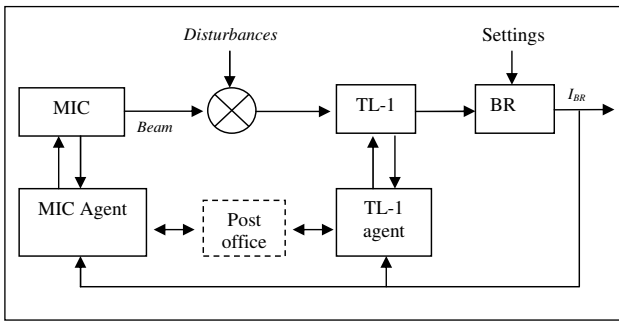 Disturbances
Settings
MIC
TL-1
BR
I_BR
Beam
MIC Agent
Post
office
TL-1
agent